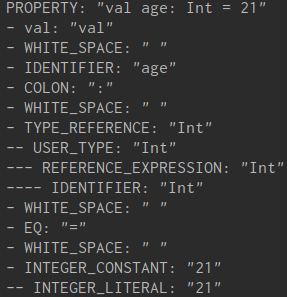 PROPERTY: "val age: Int = 21"
- val: "val"
- WHITE_SPACE: " "
- IDENTIFIER: "age"
- COLON: ":"
- WHITE_SPACE: " "
- TYPE_REFERENCE: "Int"
-- USER_TYPE: "Int"
--- REFERENCE_EXPRESSION: "Int"
---- IDENTIFIER: "Int"
- WHITE_SPACE: " "
- EQ: "="
- WHITE_SPACE: " "
- INTEGER_CONSTANT: "21"
-- INTEGER_LITERAL: "21"